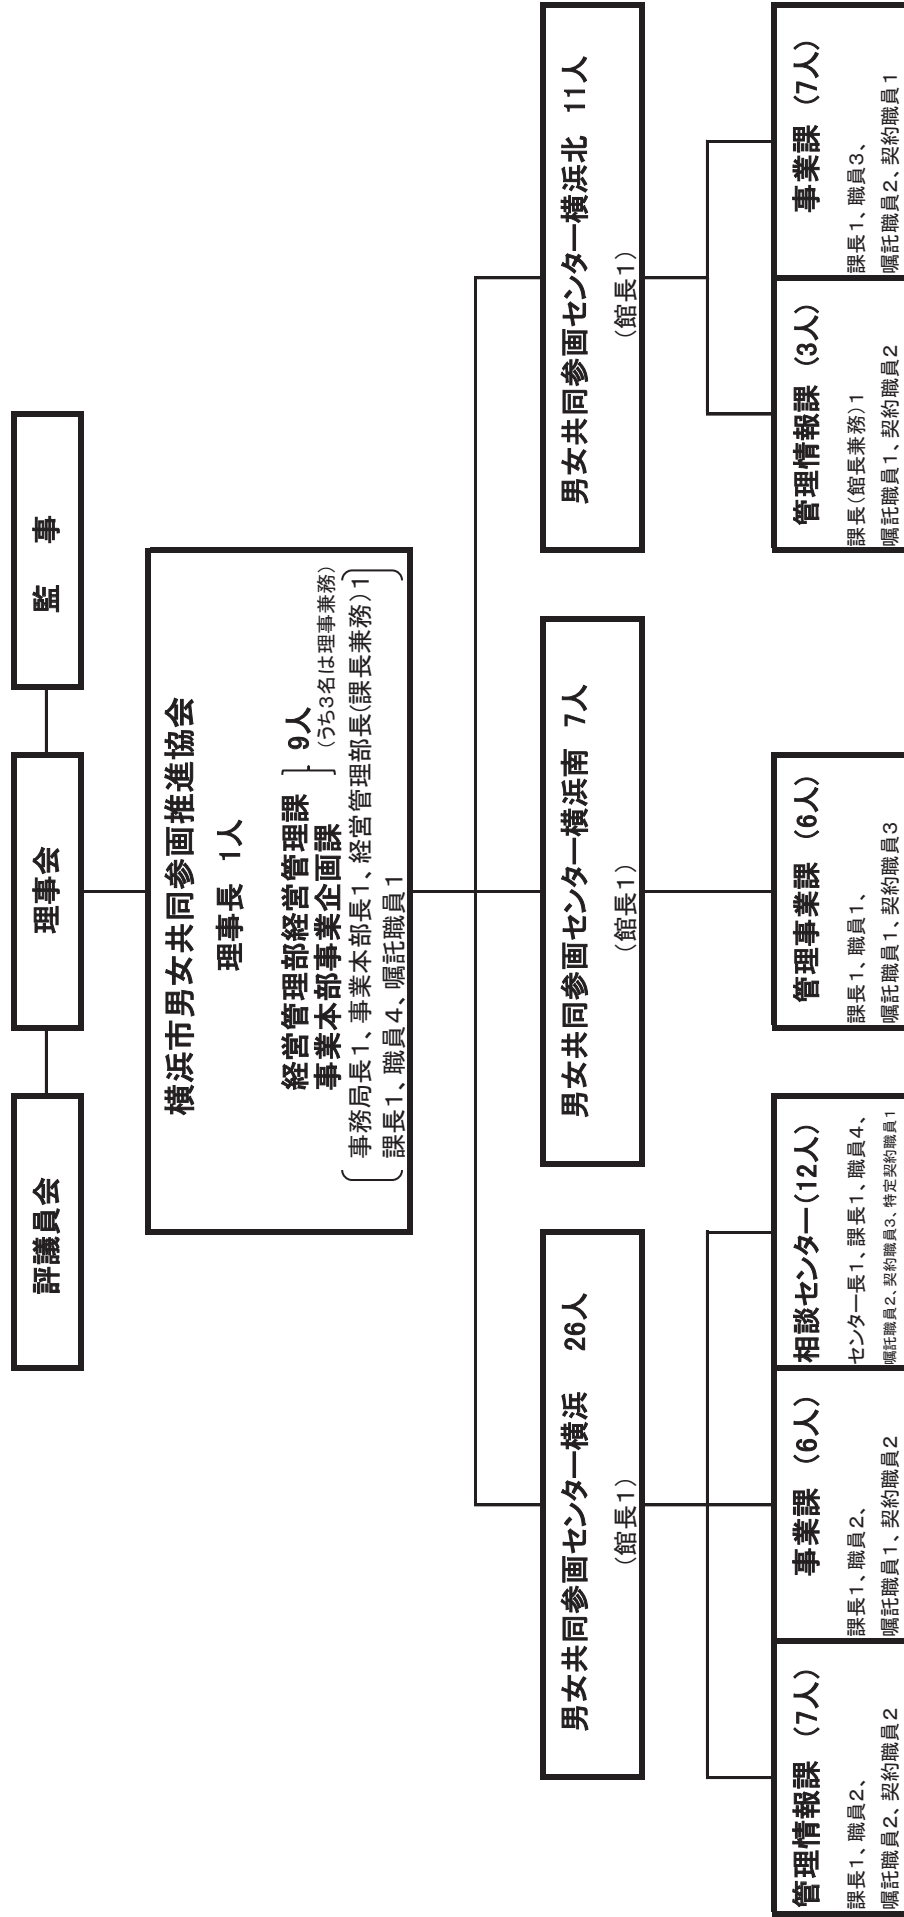 評議員会
理事会
監　事
横浜市男女共同参画推進協会
理事長 1人
経営管理部経営管理課
事業本部事業企画課
9人
(うち3名は理事兼務)
事務局長1、事業本部長1、経営管理部長(課長兼務)1
課長1、職員4、嘱託職員1
男女共同参画センター横浜　26人
(館長1)
男女共同参画センター横浜南　7人
(館長1)
男女共同参画センター横浜北　11人
(館長1)
管理情報課 (7人)
課長1、職員2、
嘱託職員2、契約職員2
事業課 (6人)
課長1、職員2、
嘱託職員1、契約職員2
相談センター(12人)
センター長1、課長1、職員4、
嘱託職員2、契約職員3、特定契約職員1
管理事業課 (6人)
課長1、職員1、
嘱託職員1、契約職員3
管理情報課 (3人)
課長(館長兼務)1
嘱託職員1、契約職員2
事業課 (7人)
課長1、職員3、
嘱託職員2、契約職員1